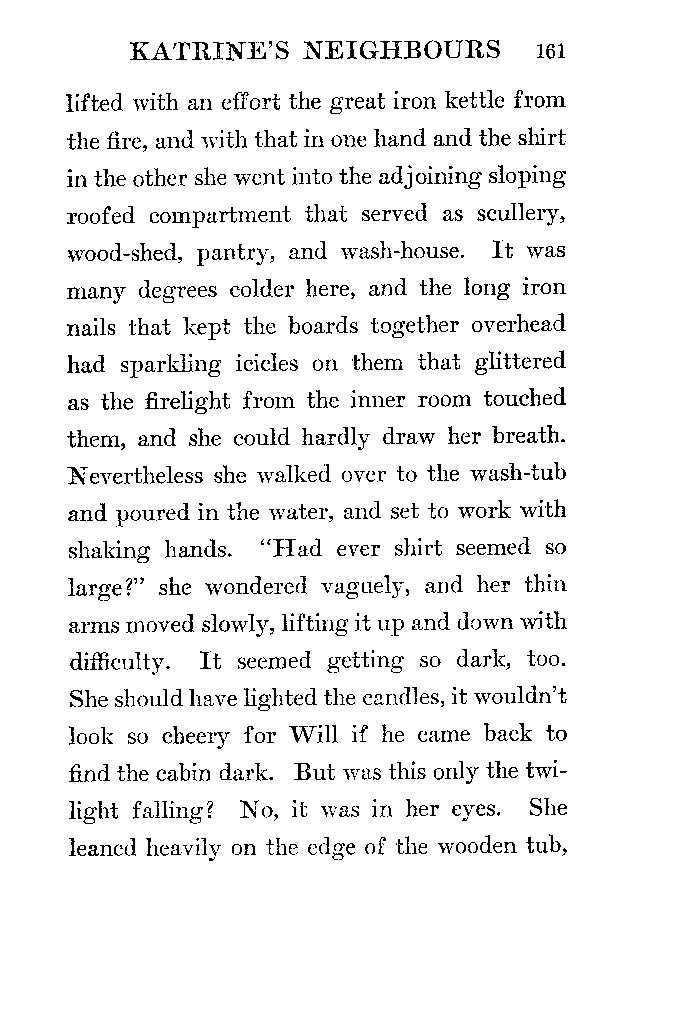 KATRINE'S NEIGHBOURS 161
lifted with an effort the great iron kettle from
the fire, and with that in one hand and the shirt
in the other she went into the adjoining sloping
roofed compartment that served as scullery,
wood-shed, pantry, and wash-house. It was
many degrees colder here, and the long iron
nails that kept the boards together overhead
had sparkling icicles on them that glittered
as the firelight from the inner room touched
them, and she could hardly draw her breath.
Nevertheless she walked over to the wash-tub
and poured in the water, and set to work with
shaking hands. "Had ever shirt seemed so
large?" she wondered vaguely, and her thin
arms moved slowly, lifting it up and down with
difficulty. It seemed getting so dark, too.
She should have lighted the candles, it wouldn't
look so cheery for Will if he came back to
find the cabin dark. But was this only the twi-
light falling? No, it was in her eyes. She
leaned heavily on the edge of the wooden tub,